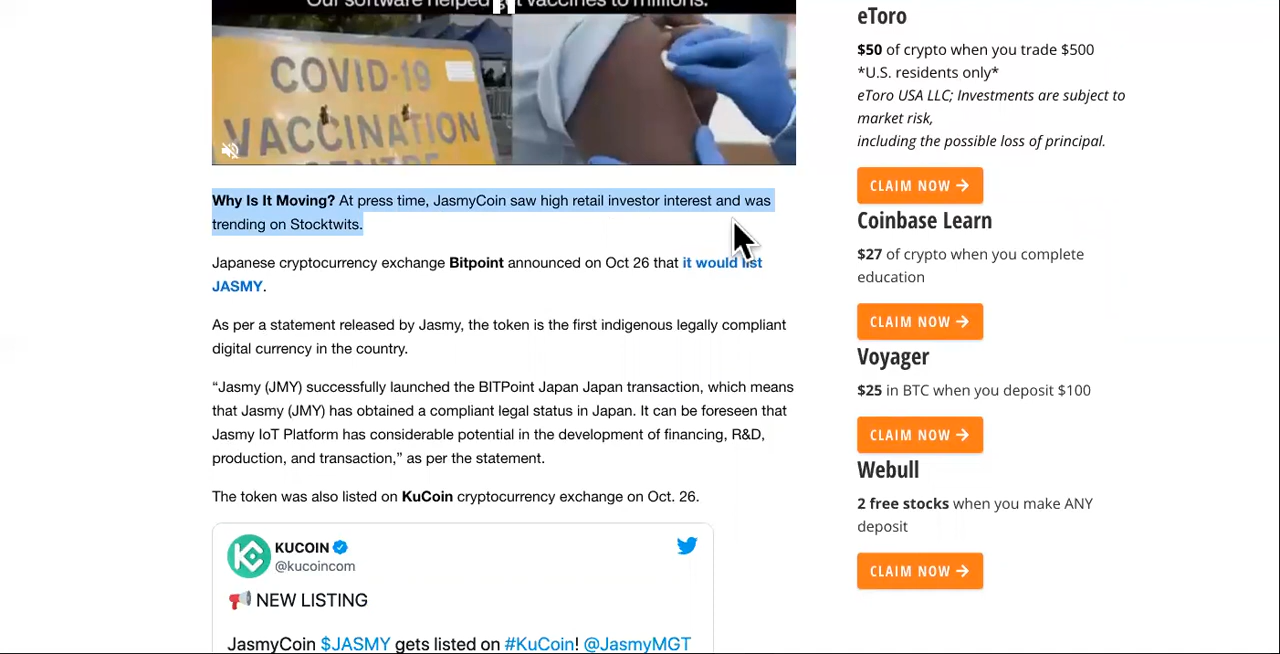 Our software helped get vaccines to millions.
COVID-19
VACCINATION
CENTRE
Why Is It Moving? At press time, JasmyCoin saw high retail investor interest and was
trending on Stocktwits.
Japanese cryptocurrency exchange Bitpoint announced on Oct 26 that it would list
JASMY.
As per a statement released by Jasmy, the token is the first indigenous legally compliant
digital currency in the country.
“Jasmy (JMY) successfully launched the BITPoint Japan Japan transaction, which means
that Jasmy (JMY) has obtained a compliant legal status in Japan. It can be foreseen that
Jasmy IoT Platform has considerable potential in the development of financing, R&D,
production, and transaction,” as per the statement.
The token was also listed on KuCoin cryptocurrency exchange on Oct. 26.
KUCOIN
@kucoincom
NEW LISTING
JasmyCoin $JASMY gets listed on #KuCoin! @JasmyMGT
eToro
$50 of crypto when you trade $500
*U.S. residents only*
eToro USA LLC; Investments are subject to
market risk,
including the possible loss of principal.
CLAIM NOW →
Coinbase Learn
$27 of crypto when you complete
education
CLAIM NOW →
Voyager
$25 in BTC when you deposit $100
CLAIM NOW →
Webull
2 free stocks when you make ANY
deposit
CLAIM NOW →